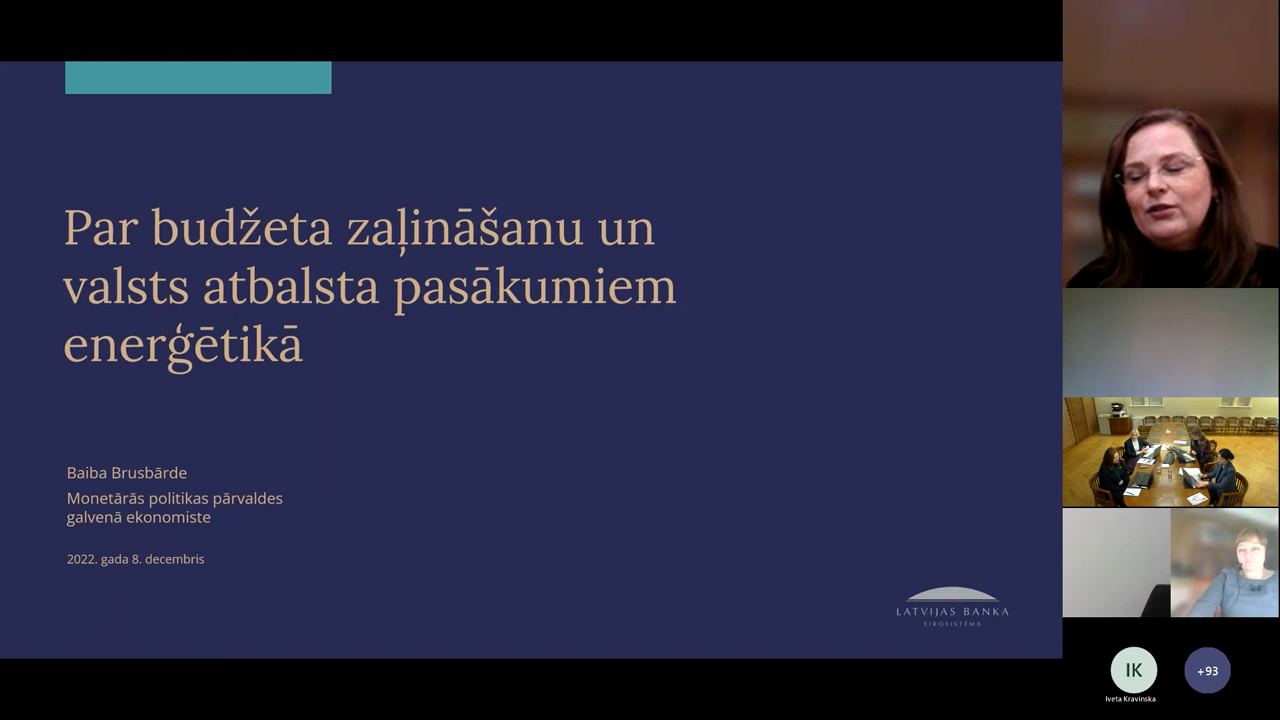 Par budžeta zaļināšanu un
valsts atbalsta pasākumiem
enerģētikā
Baiba Brusbārde
Monetārās politikas pārvaldes
galvenā ekonomiste
2022. gada 8. decembris
LATVIJAS BANKA
EIROSISTĒMA
IK
+93
Iveta Kravinska